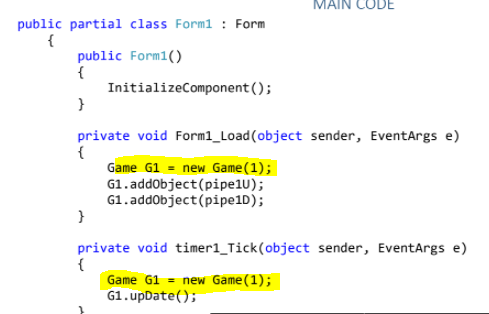 MAIN CODE
public partial class Form1 : Form
{
public Form1()
{
InitializeComponent();
}
private void Form1_Load(object sender, EventArgs e)
{
Game G1 = new Game(1);
G1.addObject(pipe1U);
G1.addObject(pipe1D);
}
private void timer1_Tick(object sender, EventArgs e)
{
Game G1 = new Game(1);
G1.upDate();
}